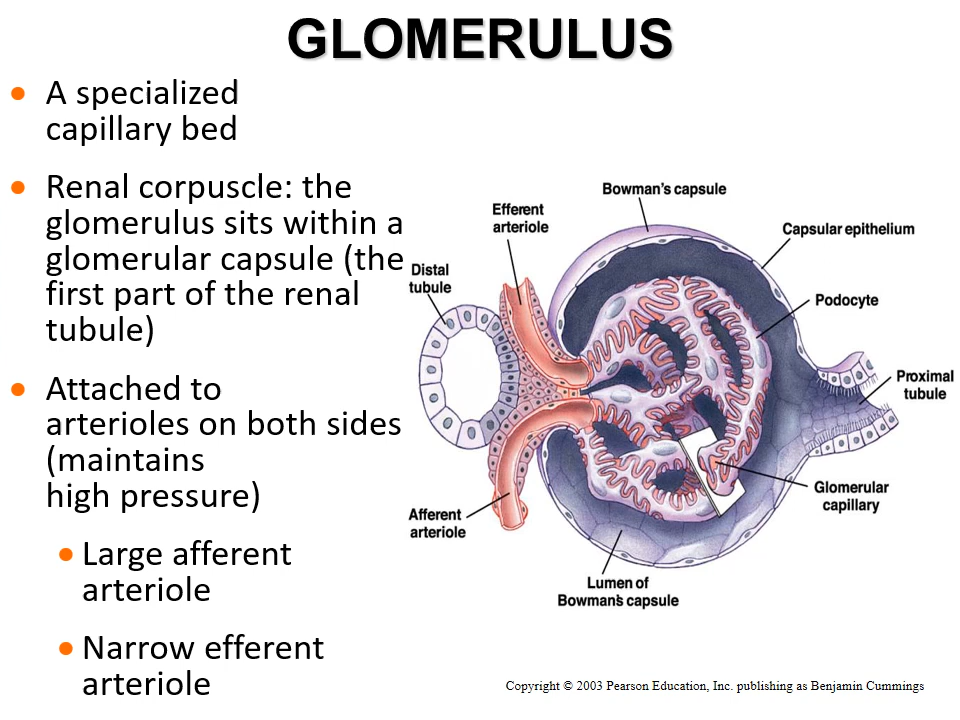 GLOMERULUS
A specialized
capillary bed
Renal corpuscle: the
glomerulus sits within a
glomerular capsule (the
first part of the renal
tubule)
Attached to
arterioles on both sides
(maintains
high pressure)
Large afferent
arteriole
Narrow efferent
arteriole
Bowman's capsule
Efferent
arteriole
Capsular epithelium
Distal
tubule
Podocyte
Proximal
tubule
Glomerular
capillary
Afferent
arteriole
Lumen of
Bowman's capsule
Copyright © 2003 Pearson Education, Inc. publishing as Benjamin Cummings